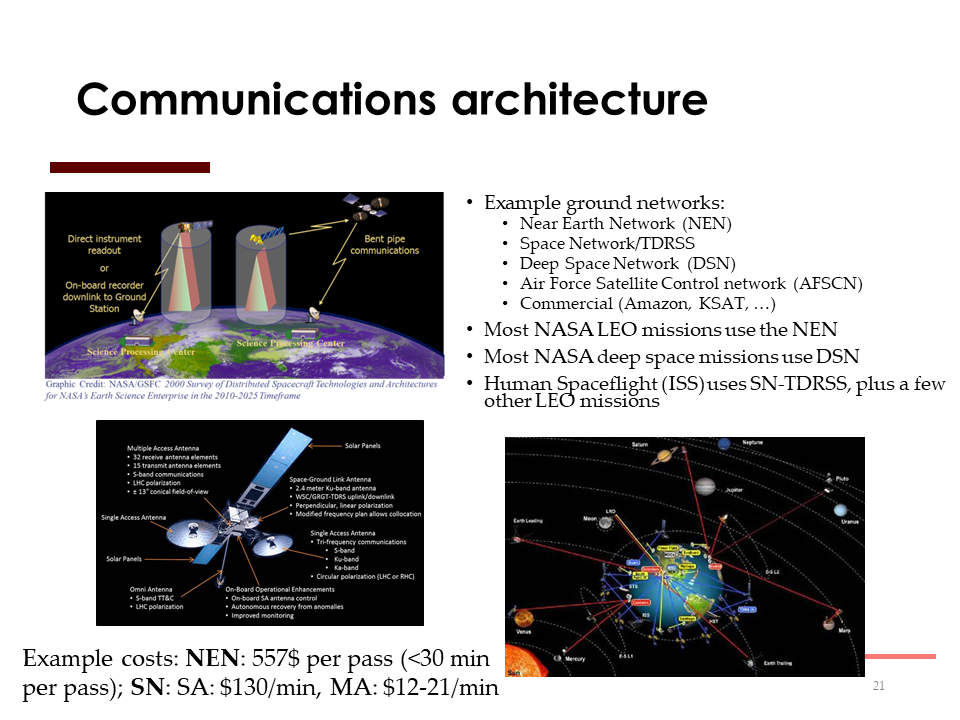 Communications architecture
Direct instrument
readout
or
On-board recorder
downlink to Ground
Station
Bent pipe
communications
Science Processing Center
Science Processing Center
Graphic Credit: NASA/GSFC 2000 Survey of Distributed Spacecraft Technologies and Architectures
for NASA's Earth Science Enterprise in the 2010-2025 Timeframe
• Example ground networks:
• Near Earth Network (NEN)
• Space Network/TDRSS
• Deep Space Network (DSN)
• Air Force Satellite Control network (AFSCN)
• Commercial (Amazon, KSAT, …)
• Most NASA LEO missions use the NEN
• Most NASA deep space missions use DSN
• Human Spaceflight (ISS) uses SN-TDRSS, plus a few
other LEO missions
Multiple Access Antenna
• 32 receive antenna elements
• 15 transmit antenna elements
• S-band communications
• LHC polarization
• ± 13° conical field-of-view
Single Access Antenna
Solar Panels
Omni Antenna
• S-band TT&C
• LHC polarization
Solar Panels
Space-Ground Link Antenna
• 2.4 meter Ku-band antenna
• WSC/GRGT-TDRS uplink/downlink
• Perpendicular, linear polarization
• Modified frequency plan allows collocation
Single Access Antenna
• Tri-frequency communications
• S-band
• Ku-band
• Ka-band
• Circular polarization (LHC or RHC)
On-Board Operational Enhancements
• On-board SA antenna control
• Autonomous recovery from anomalies
• Improved monitoring
Saturn
Neptune
Pluto
Jupiter
Uranus
Earth Leading
Moon
LRO
E-S L2
ISS
HST
Venus
Mars
Mercury
E-S L1
Earth Trailing
Sun
Example costs: NEN: 557$ per pass (<30 min
per pass); SN: SA: $130/min, MA: $12-21/min
21